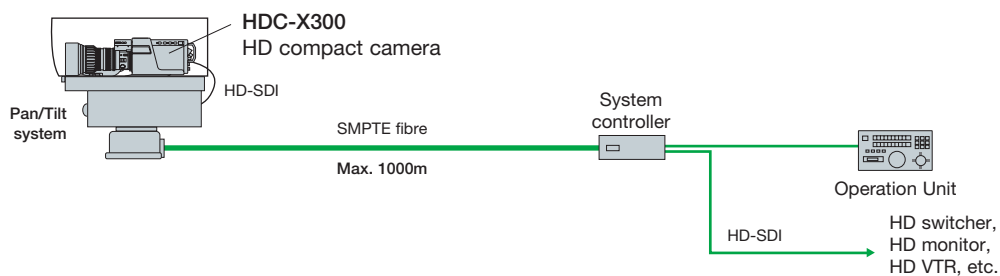 HDC-X300
HD compact camera
HD-SDI
Pan/Tilt
system
SMPTE fibre
Max. 1000m
System
controller
Operation Unit
HD-SDI
HD switcher,
HD monitor,
HD VTR, etc.